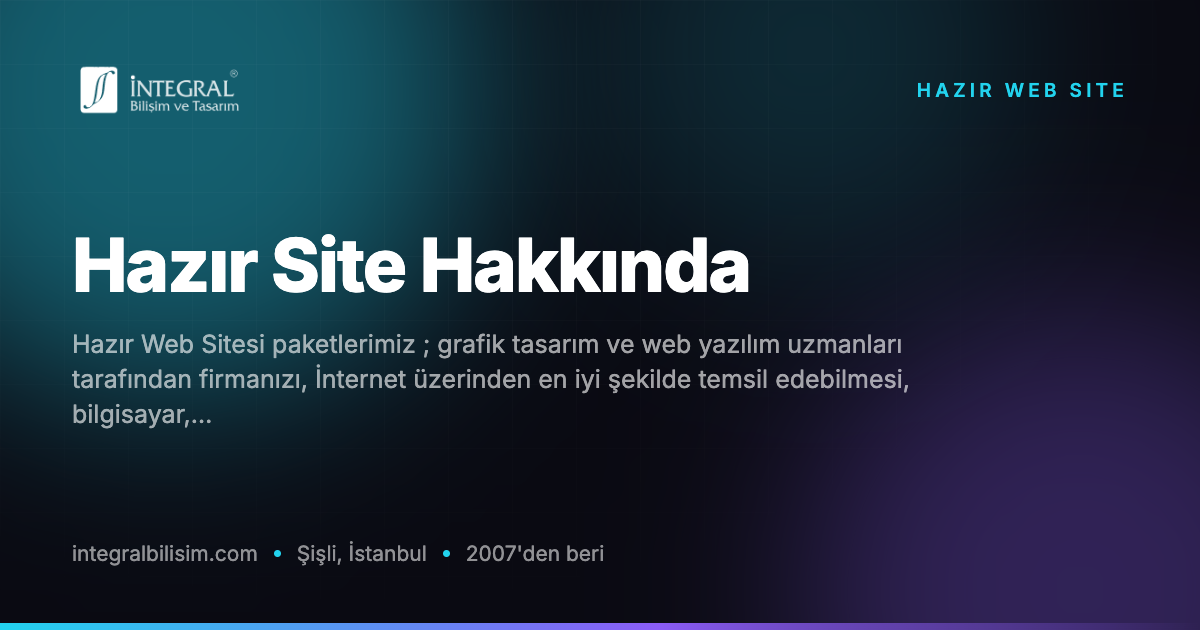 İNTEGRAL®
Bilişim ve Tasarım
HAZIR WEB SITE
Hazır Site Hakkında
Hazır Web Sitesi paketlerimiz ; grafik tasarım ve web yazılım uzmanları
tarafından firmanızı, İnternet üzerinden en iyi şekilde temsil edebilmesi,
bilgisayar,...
integralbilisim.com • Şişli, İstanbul • 2007'den beri